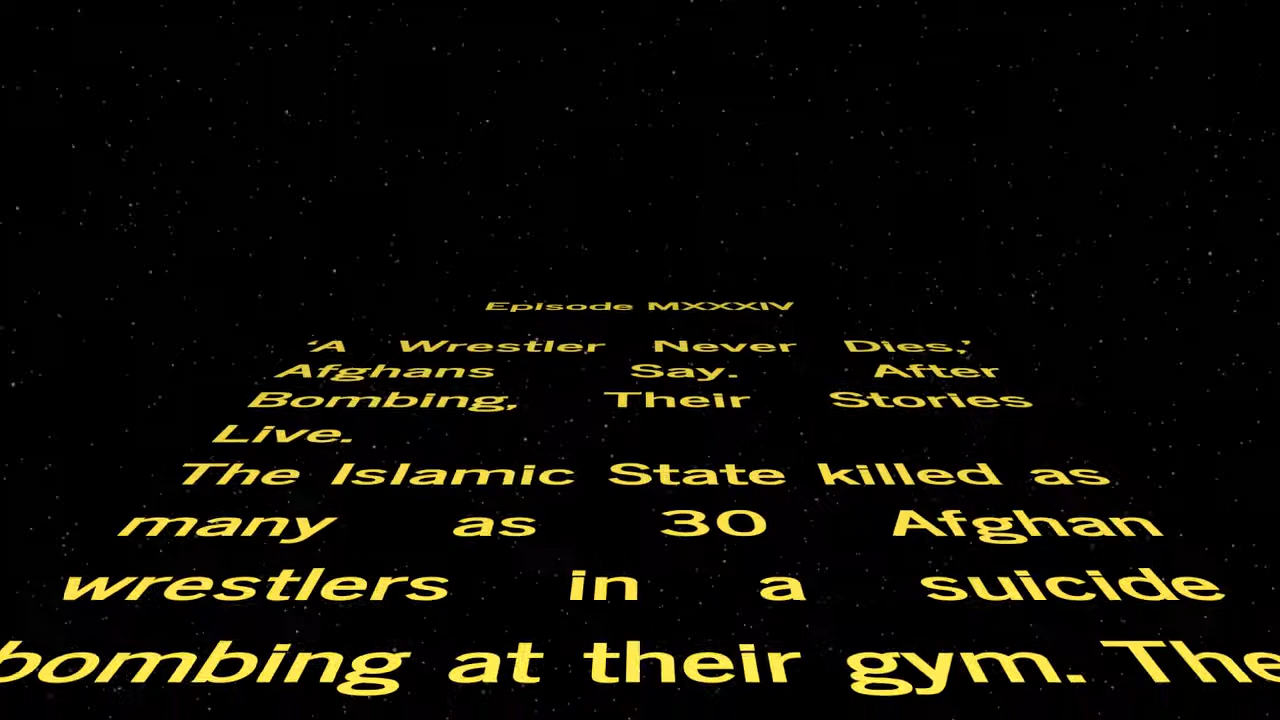 Episode MXXXIV
‘A Wrestler Never Dies,’
Afghans Say. After
Bombing, Their Stories
Live.
The Islamic State killed as
many as 30 Afghan
wrestlers in a suicide
bombing at their gym. The